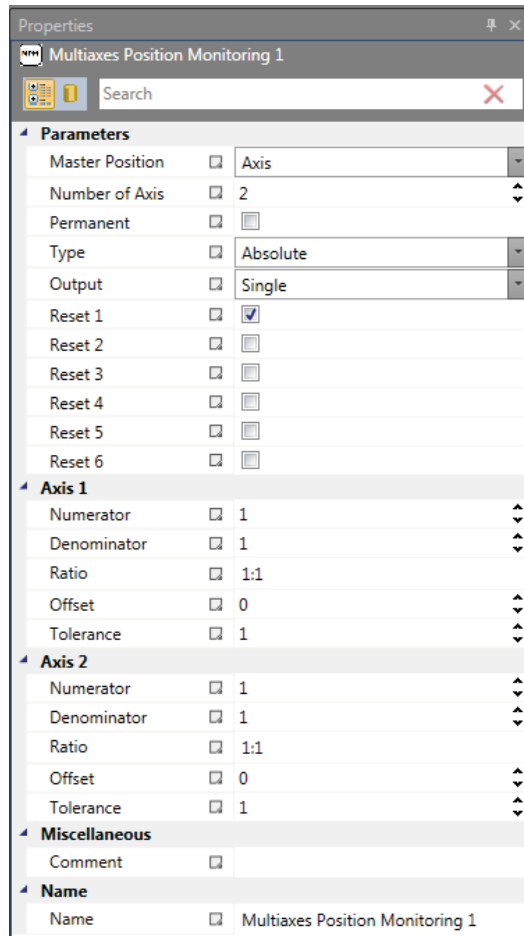 Properties
Multiaxes Position Monitoring 1
Search
Parameters
Master Position Axis
Number of Axis 2
Permanent
Type Absolute
Output Single
Reset 1
Reset 2
Reset 3
Reset 4
Reset 5
Reset 6
Axis 1
Numerator 1
Denominator 1
Ratio 1:1
Offset 0
Tolerance 1
Axis 2
Numerator 1
Denominator 1
Ratio 1:1
Offset 0
Tolerance 1
Miscellaneous
Comment
Name
Name Multiaxes Position Monitoring 1